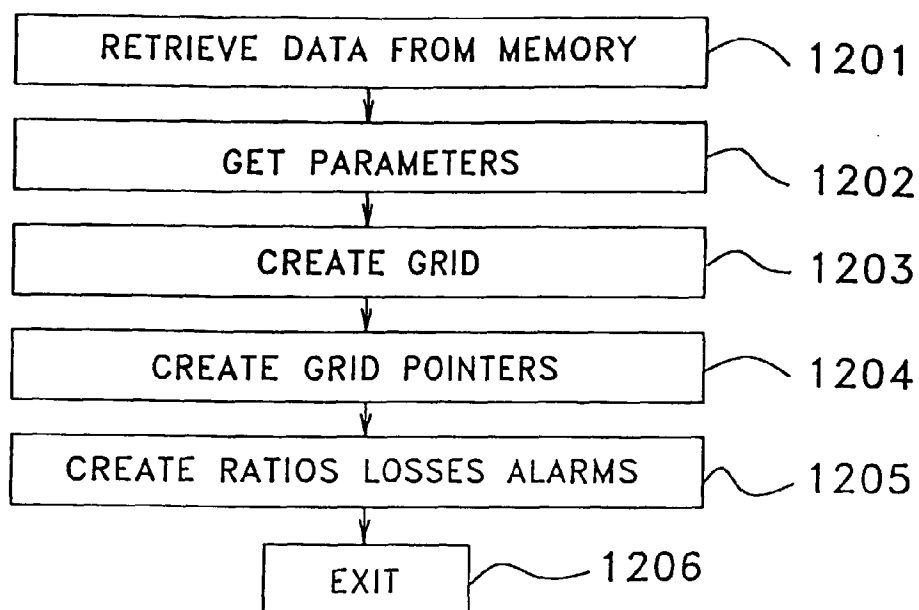 RETRIEVE DATA FROM MEMORY 1201
GET PARAMETERS 1202
CREATE GRID 1203
CREATE GRID POINTERS 1204
CREATE RATIOS LOSSES ALARMS 1205
EXIT 1206